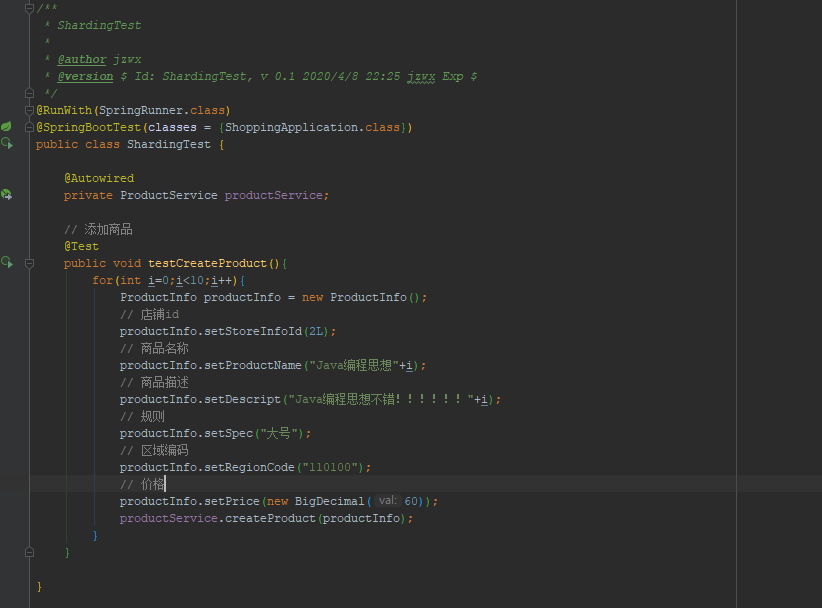 /**
 * ShardingTest
 *
 * @author jzwx
 * @version $ Id: ShardingTest, v 0.1 2020/4/8 22:25 jzwx Exp $
 */
@RunWith(SpringRunner.class)
@SpringBootTest(classes = {ShoppingApplication.class})
public class ShardingTest {
    @Autowired
    private ProductService productService;
    // 添加商品
    @Test
    public void testCreateProduct(){
        for(int i=0;i<10;i++){
            ProductInfo productInfo = new ProductInfo();
            // 店铺id
            productInfo.setStoreInfoId(2L);
            // 商品名称
            productInfo.setProductName("Java编程思想"+i);
            // 商品描述
            productInfo.setDescript("Java编程思想不错！！！！！！"+i);
            // 规则
            productInfo.setSpec("大号");
            // 区域编码
            productInfo.setRegionCode("110100");
            // 价格
            productInfo.setPrice(new BigDecimal( val: 60));
            productService.createProduct(productInfo);
        }
    }
}